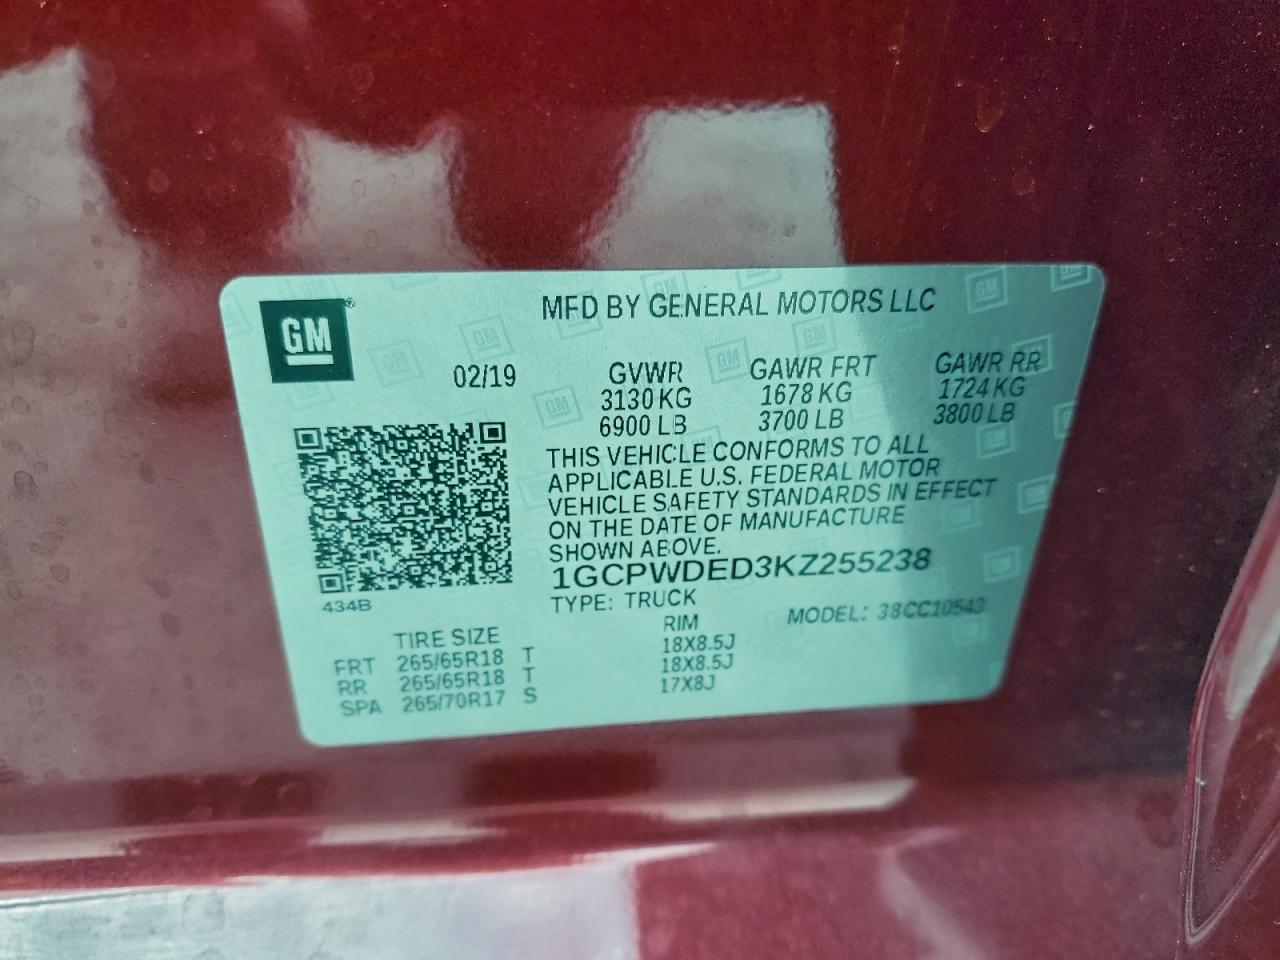 GM
MFD BY GENERAL MOTORS LLC
02/19
GVWR GAWR FRT GAWR RR
3130 KG 1678 KG 1724 KG
6900 LB 3700 LB 3800 LB
THIS VEHICLE CONFORMS TO ALL
APPLICABLE U.S. FEDERAL MOTOR
VEHICLE SAFETY STANDARDS IN EFFECT
ON THE DATE OF MANUFACTURE
SHOWN ABOVE.
1GCPWDED3KZ255238
434B
TYPE: TRUCK MODEL: 38CC10543
TIRE SIZE RIM
FRT 265/65R18 T 18X8.5J
RR 265/65R18 T 18X8.5J
SPA 265/70R17 S 17X8J